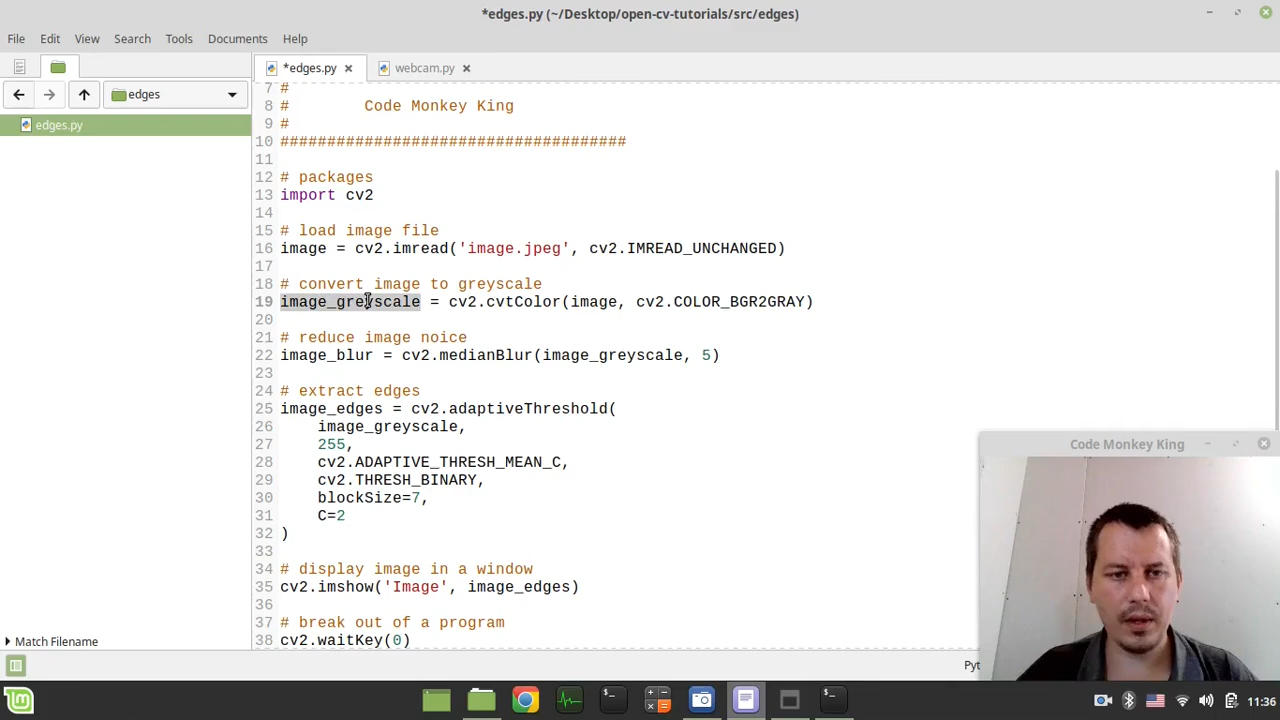 *edges.py (~/Desktop/open-cv-tutorials/src/edges)
File Edit View Search Tools Documents Help
edges
edges.py
Match Filename
*edges.py
webcam.py
7 #
8 # Code Monkey King
9 #
10 #####################################
11
12 # packages
13 import cv2
14
15 # load image file
16 image = cv2.imread('image.jpeg', cv2.IMREAD_UNCHANGED)
17
18 # convert image to greyscale
19 image_greyscale = cv2.cvtColor(image, cv2.COLOR_BGR2GRAY)
20
21 # reduce image noice
22 image_blur = cv2.medianBlur(image_greyscale, 5)
23
24 # extract edges
25 image_edges = cv2.adaptiveThreshold(
26 image_greyscale,
27 255,
28 cv2.ADAPTIVE_THRESH_MEAN_C,
29 cv2.THRESH_BINARY,
30 blockSize=7,
31 C=2
32 )
33
34 # display image in a window
35 cv2.imshow('Image', image_edges)
36
37 # break out of a program
38 cv2.waitKey(0)
Code Monkey King
Pyt
11:36